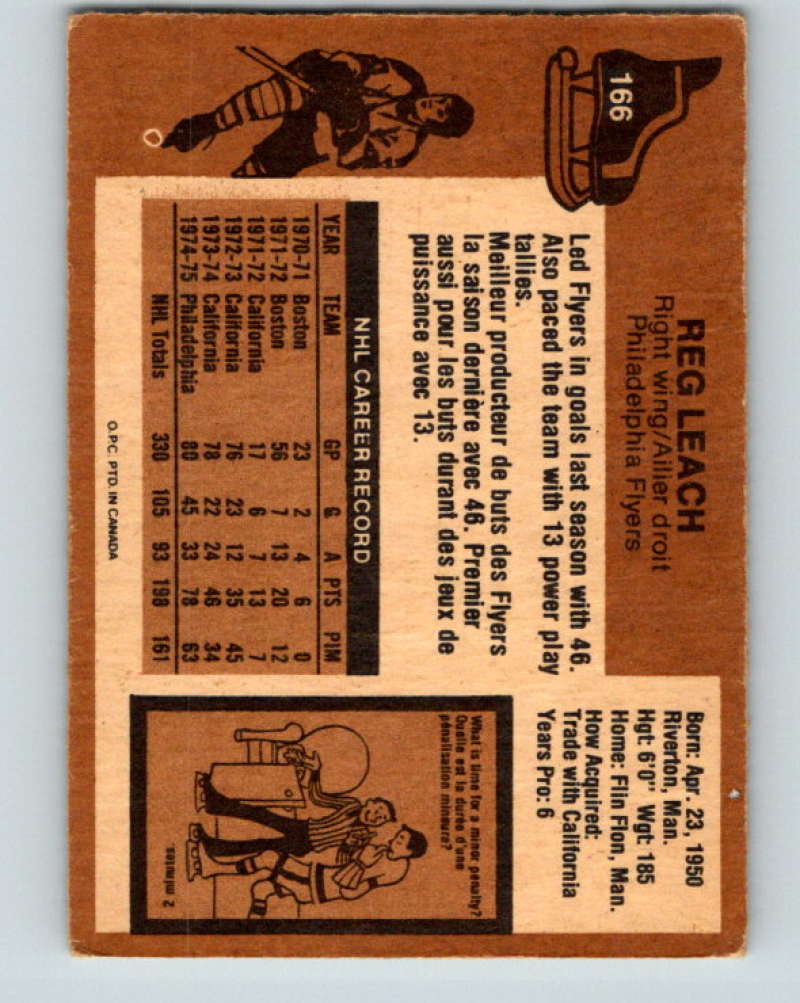 166
REG LEACH
Right wing/Ailier droit
Philadelphia Flyers
Born: Apr. 23, 1950
Riverton, Man.
Hgt: 6'0" Wgt: 185
Home: Flin Flon, Man.
How Acquired:
Trade with California
Years Pro: 6
Led Flyers in goals last season with 46.
Also paced the team with 13 power play
tallies.
Meilleur producteur de buts des Flyers
la saison dernière avec 46. Premier
aussi pour les buts durant des jeux de
puissance avec 13.
NHL CAREER RECORD
YEAR TEAM GP G A PTS PIM
1970-71 Boston 23 2 4 6 0
1971-72 Boston 56 7 13 20 12
1971-72 California 17 6 7 13 7
1972-73 California 76 23 12 35 45
1973-74 California 78 22 24 46 34
1974-75 Philadelphia 80 45 33 78 63
NHL Totals 330 105 93 198 161
What is time for a minor penalty?
Quelle est la durée d'une
pénalisation mineure?
2 minutes.
O.P.C. PTD. IN CANADA